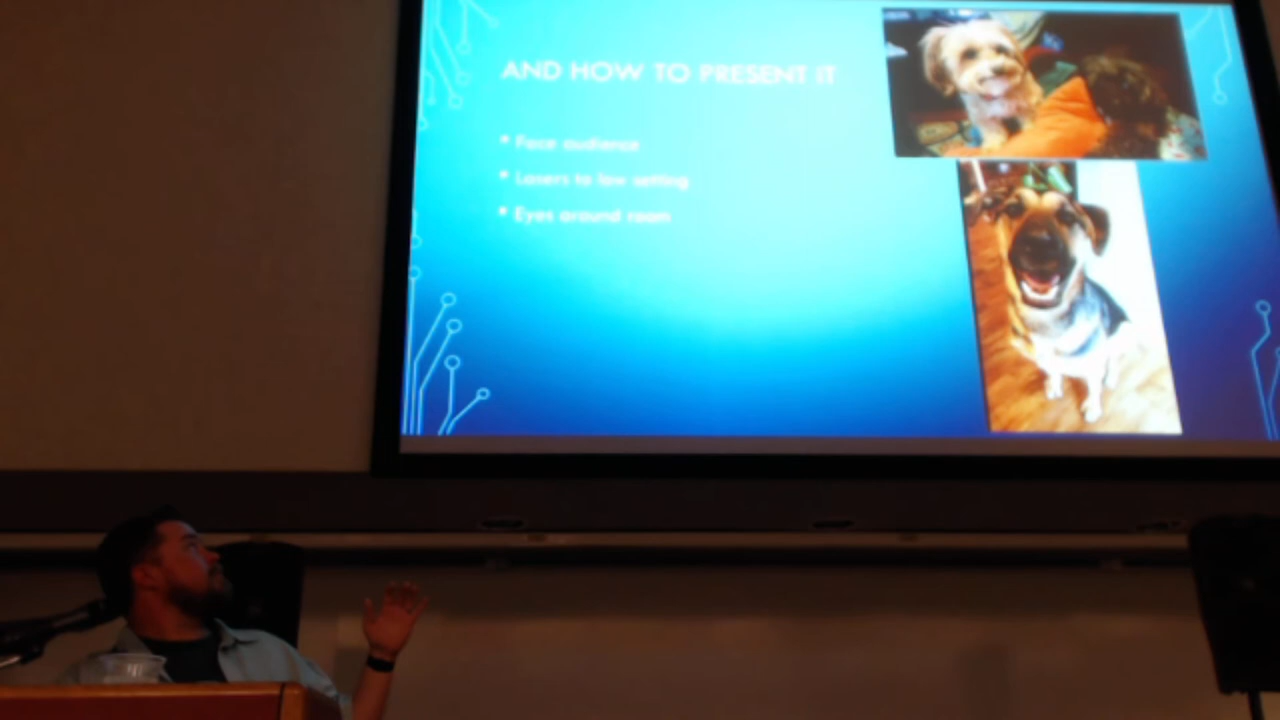 AND HOW TO PRESENT IT
• Face audience
• Lasers to low setting
• Eyes around room